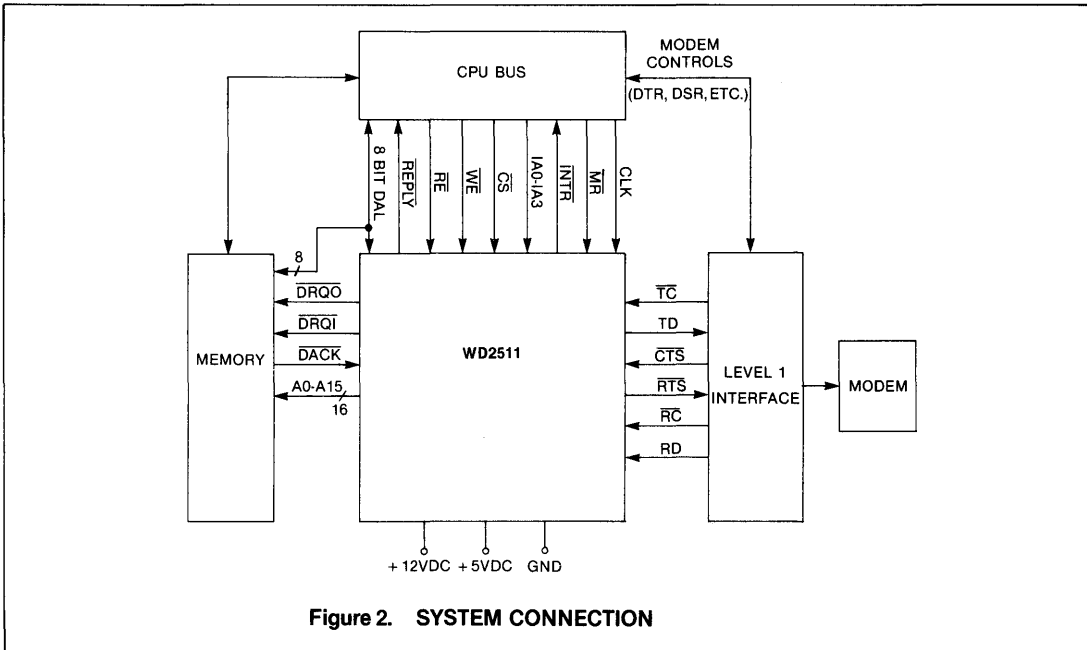 CPU BUS
MODEM
CONTROLS
(DTR, DSR, ETC.)
8 BIT DAL
REPLY
RE
WE
CS
IA0-IA3
INTR
MR
CLK
8
DRQO
DRQI
MEMORY
DACK
A0-A15
16
WD2511
TC
TD
CTS
RTS
RC
RD
LEVEL 1
INTERFACE
MODEM
+ 12VDC + 5VDC GND
Figure 2. SYSTEM CONNECTION